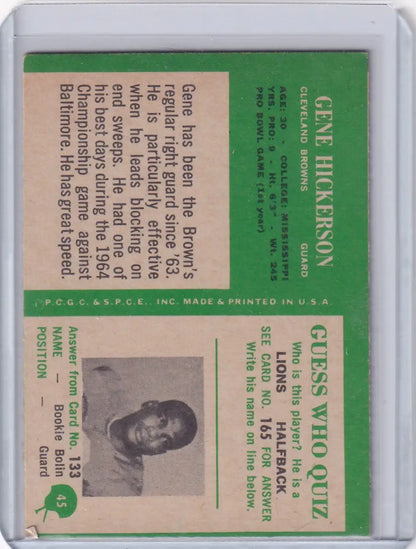 GENE HICKERSON
CLEVELAND BROWNS GUARD
AGE: 30 - COLLEGE: MISSISSIPPI
YRS. PRO: 9 - Ht. 6'3" - Wt. 245
PRO BOWL GAME (1st year)
Gene has been the Brown's
regular right guard since '63.
He is particularly effective
when he leads blocking on
end sweeps. He had one of
his best days during the 1964
Championship game against
Baltimore. He has great speed.
P.C.G.C. & S.P.C.E., INC. MADE & PRINTED IN U.S.A.
GUESS WHO QUIZ
Who is this player? He is a
LIONS HALFBACK
SEE CARD NO. 165 FOR ANSWER
Write his name on line below.
Answer from Card No. 133
NAME — Bookie Bolin
POSITION — Guard
45